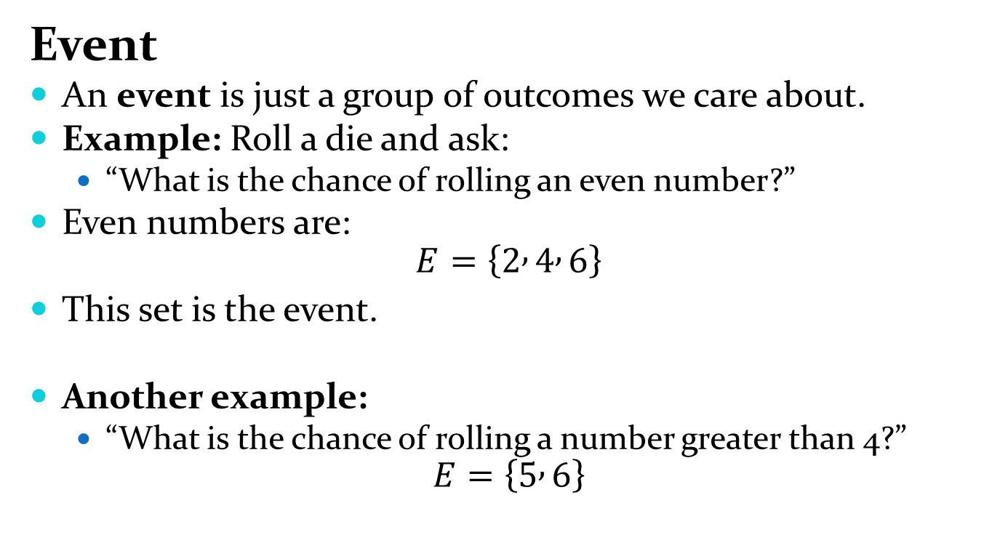 Event
An event is just a group of outcomes we care about.
Example: Roll a die and ask:
“What is the chance of rolling an even number?”
Even numbers are:
E = {2, 4, 6}
This set is the event.
Another example:
“What is the chance of rolling a number greater than 4?”
E = {5, 6}